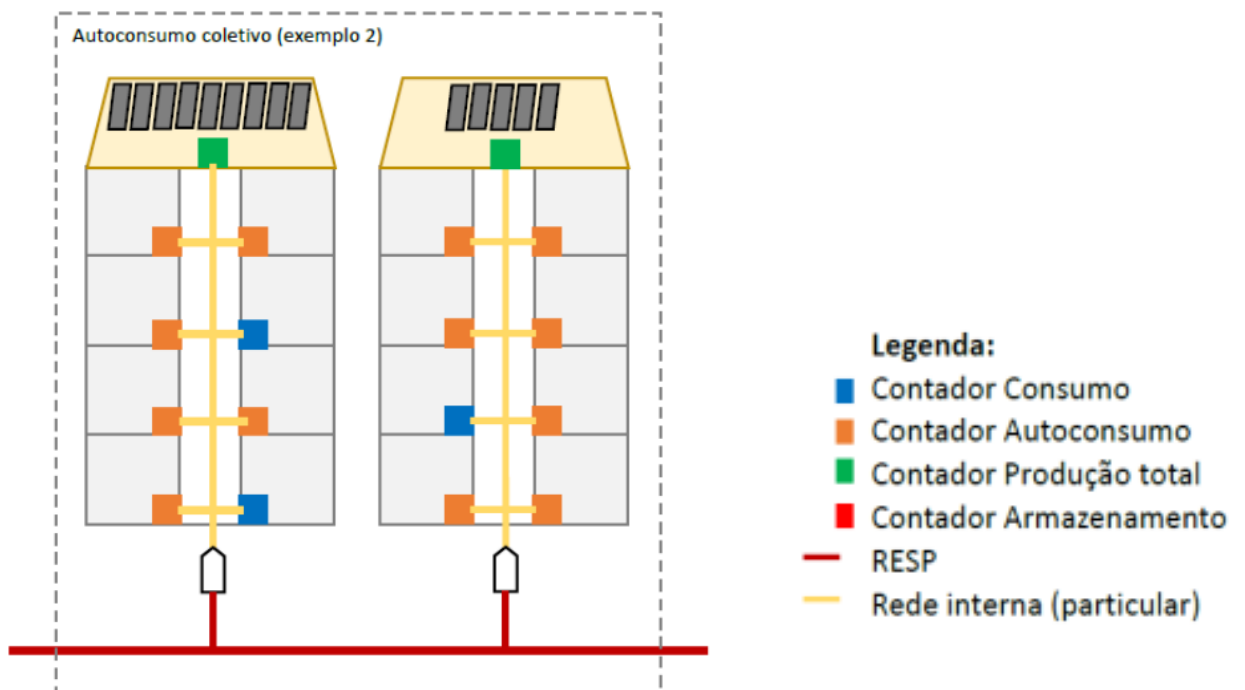 Autoconsumo coletivo (exemplo 2)
Legenda:
Contador Consumo
Contador Autoconsumo
Contador Produção total
Contador Armazenamento
RESP
Rede interna (particular)